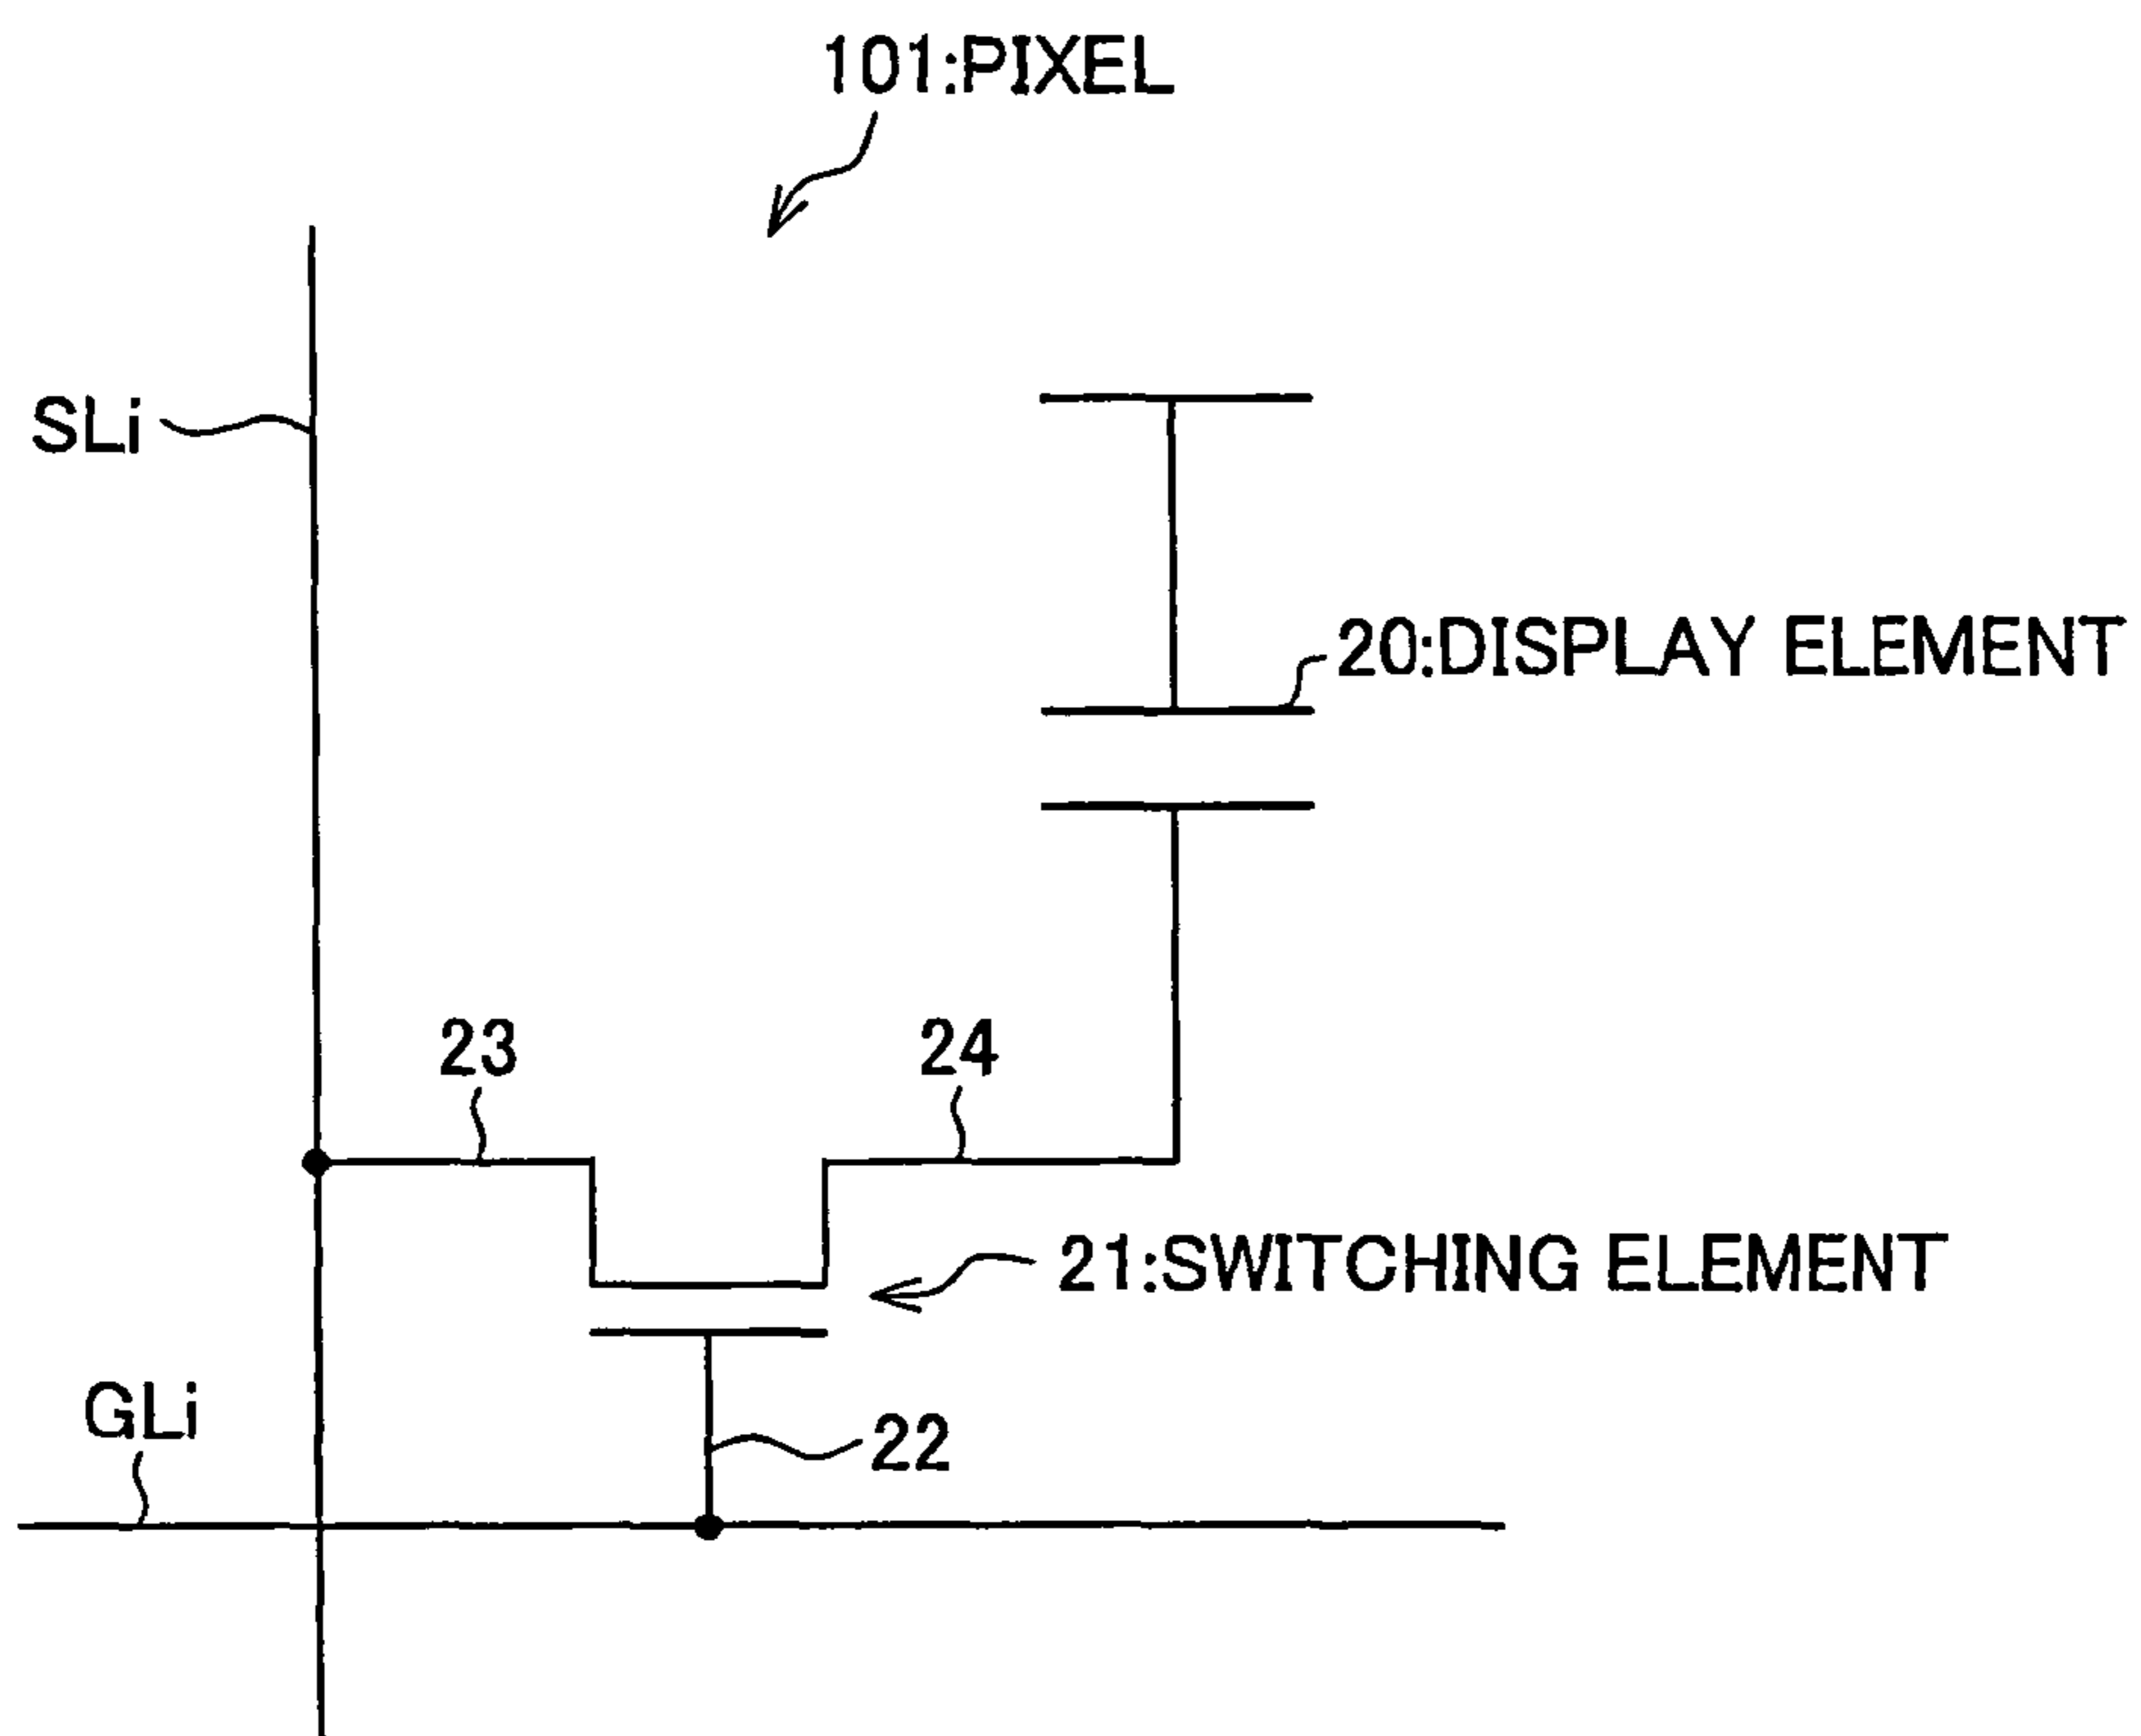 101:PIXEL
SLi
20:DISPLAY ELEMENT
23
24
21:SWITCHING ELEMENT
GLi
22